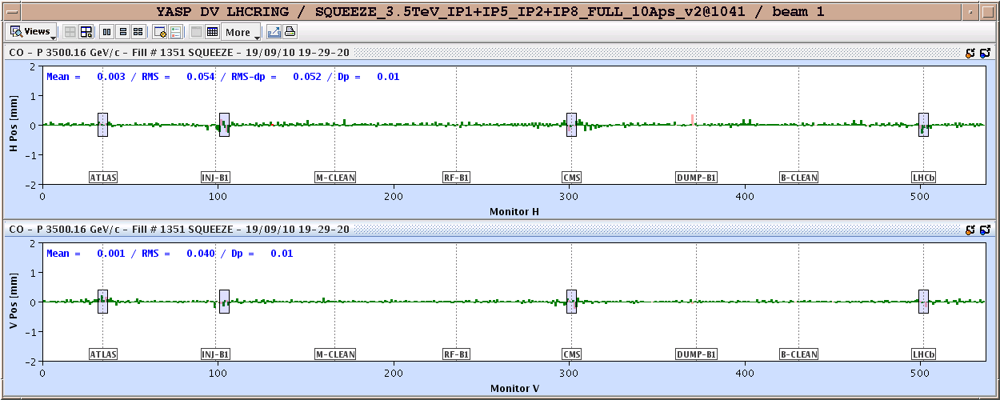 YASP DV LHCRING / SQUEEZE_3.5TeV_IP1+IP5_IP2+IP8_FULL_10Aps_v2@1041 / beam 1
Views More
CO - P 3500.16 GeV/c - Fill # 1351 SQUEEZE - 19/09/10 19-29-20
Mean = 0.003 / RMS = 0.054 / RMS-dp = 0.052 / Dp = 0.01
H Pos [mm]
2
1
0
-1
-2
ATLAS INJ-B1 M-CLEAN RF-B1 CMS DUMP-B1 B-CLEAN LHCb
0 100 200 300 400 500
Monitor H
CO - P 3500.16 GeV/c - Fill # 1351 SQUEEZE - 19/09/10 19-29-20
Mean = 0.001 / RMS = 0.040 / Dp = 0.01
V Pos [mm]
2
1
0
-1
-2
ATLAS INJ-B1 M-CLEAN RF-B1 CMS DUMP-B1 B-CLEAN LHCb
0 100 200 300 400 500
Monitor V